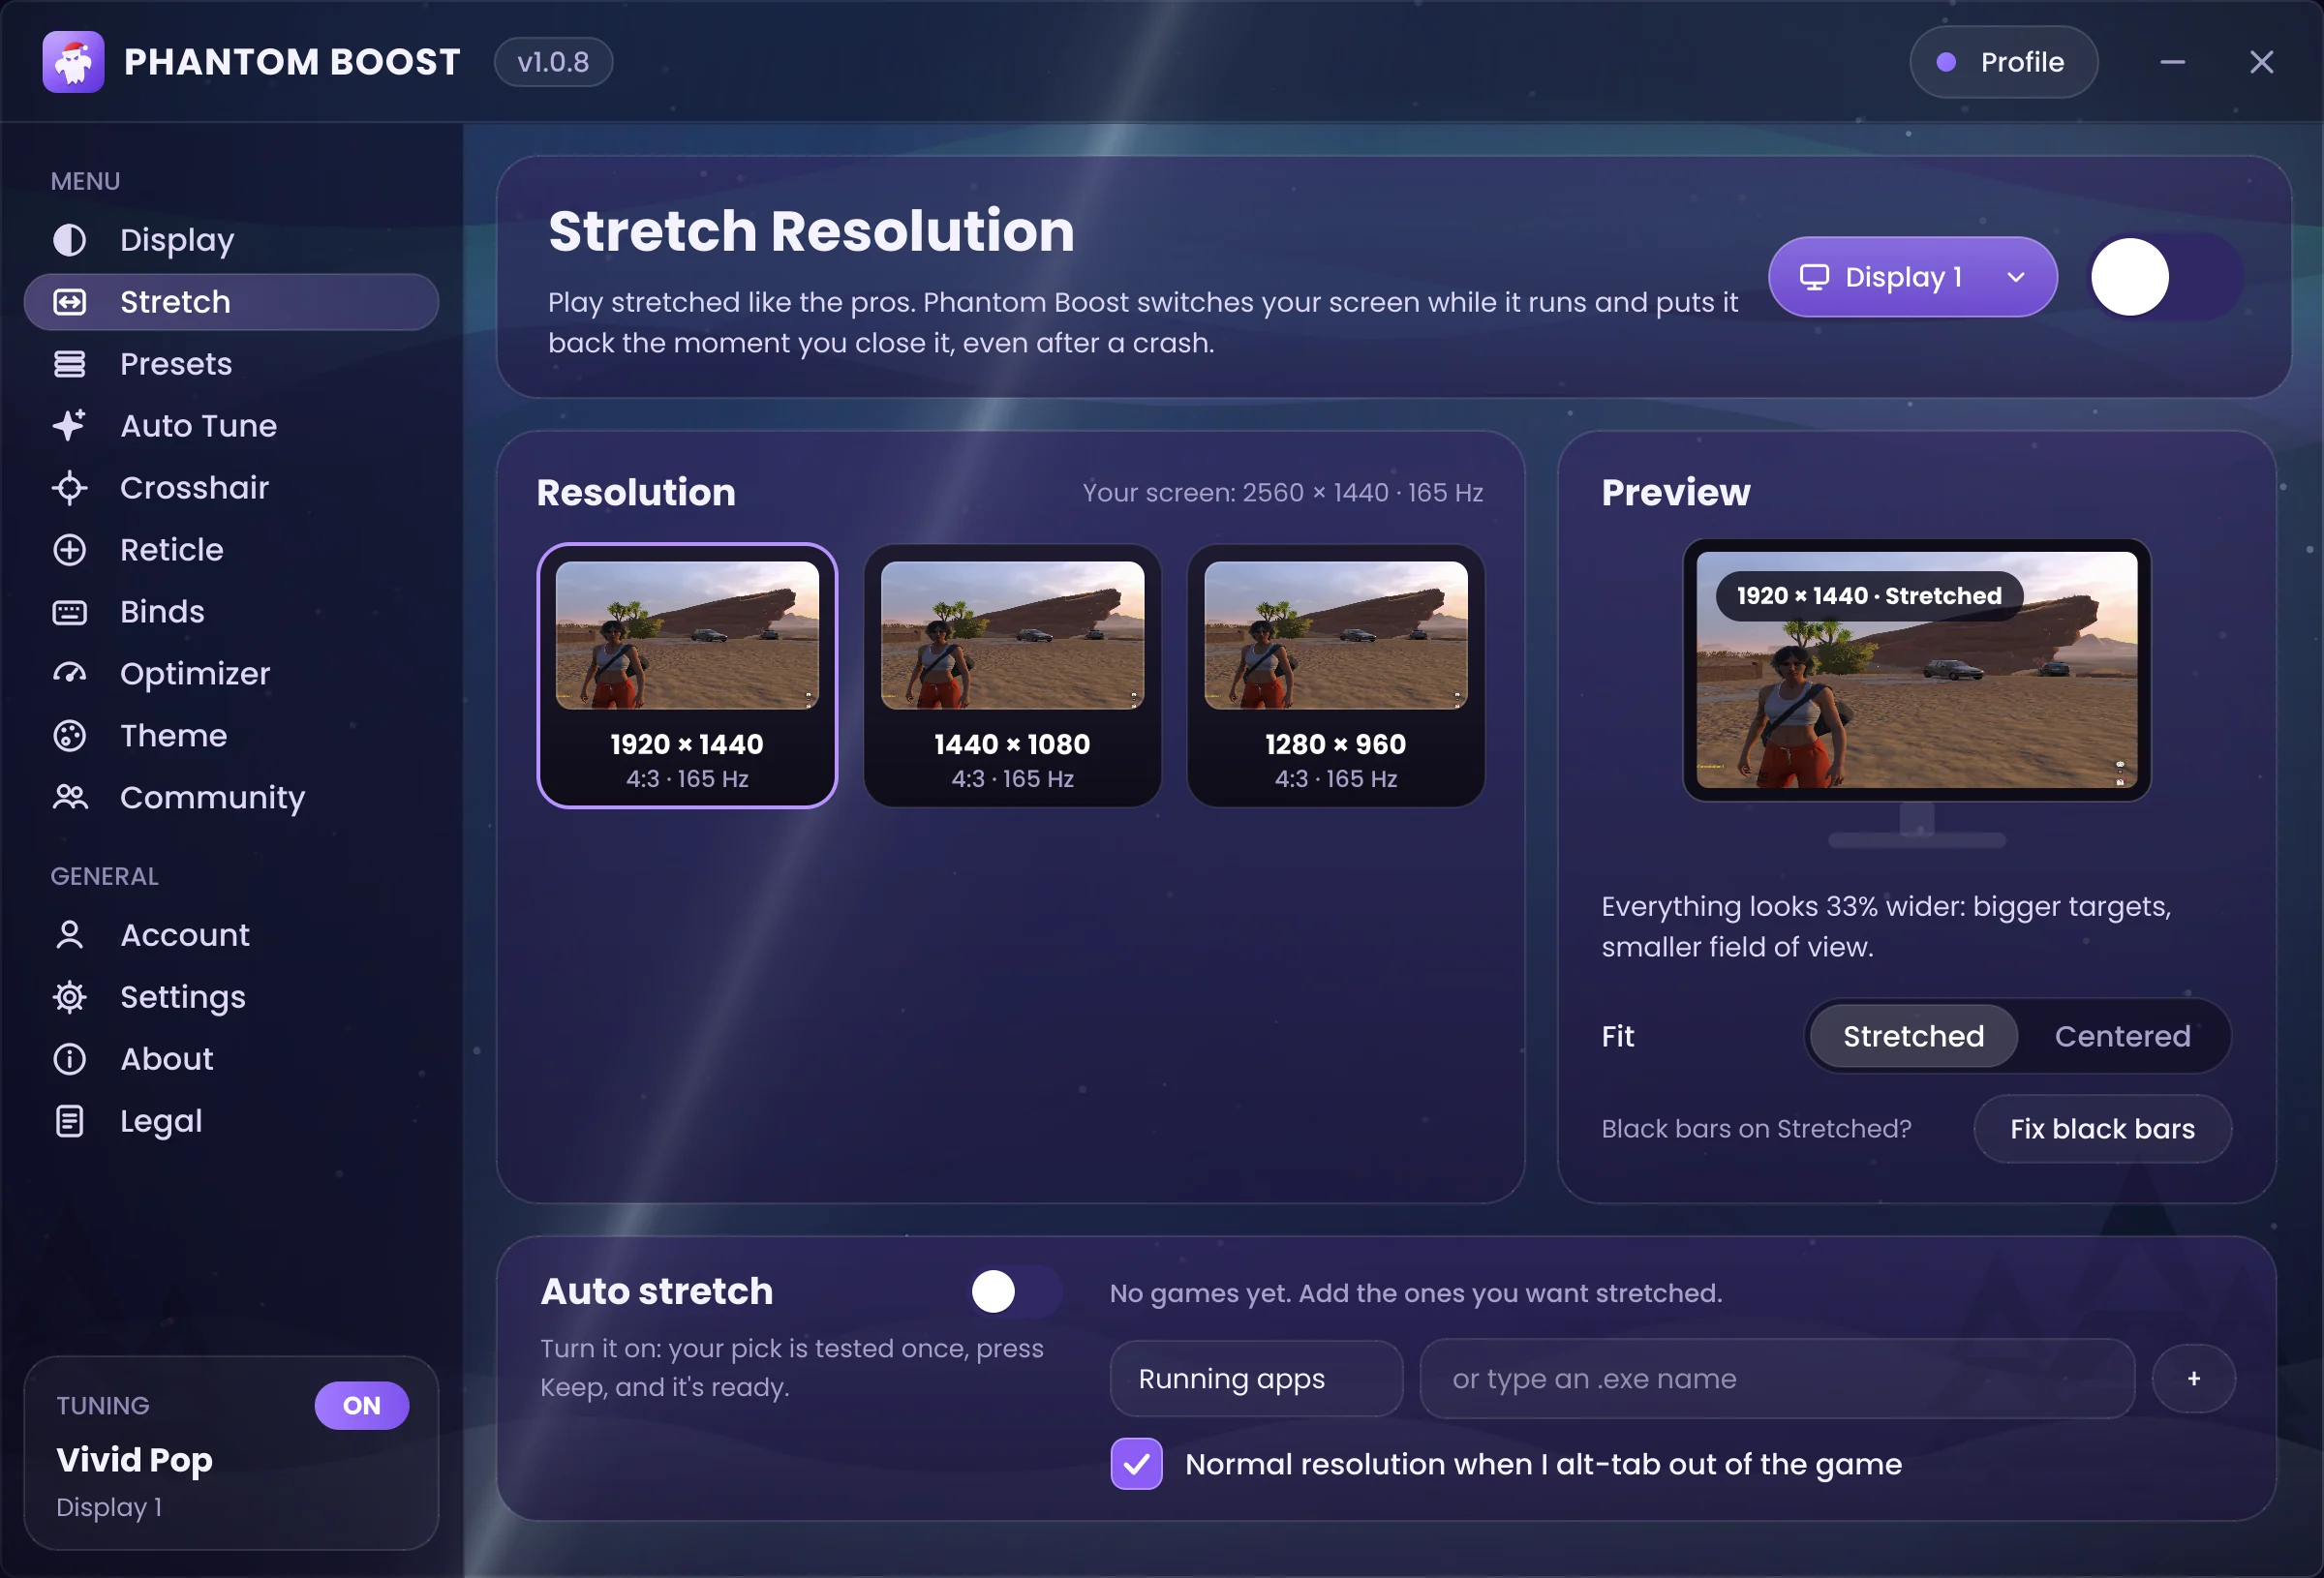 PHANTOM BOOST
v1.0.8
Profile
MENU
Display
Stretch
Presets
Auto Tune
Crosshair
Reticle
Binds
Optimizer
Theme
Community
GENERAL
Account
Settings
About
Legal
TUNING
ON
Vivid Pop
Display 1
Stretch Resolution
Play stretched like the pros. Phantom Boost switches your screen while it runs and puts it
back the moment you close it, even after a crash.
Display 1
Resolution
Your screen: 2560 × 1440 · 165 Hz
1920 × 1440
4:3 · 165 Hz
1440 × 1080
4:3 · 165 Hz
1280 × 960
4:3 · 165 Hz
Preview
1920 × 1440 · Stretched
Everything looks 33% wider: bigger targets,
smaller field of view.
Fit
Stretched
Centered
Black bars on Stretched?
Fix black bars
Auto stretch
Turn it on: your pick is tested once, press
Keep, and it's ready.
No games yet. Add the ones you want stretched.
Running apps
or type an .exe name
+
Normal resolution when I alt-tab out of the game